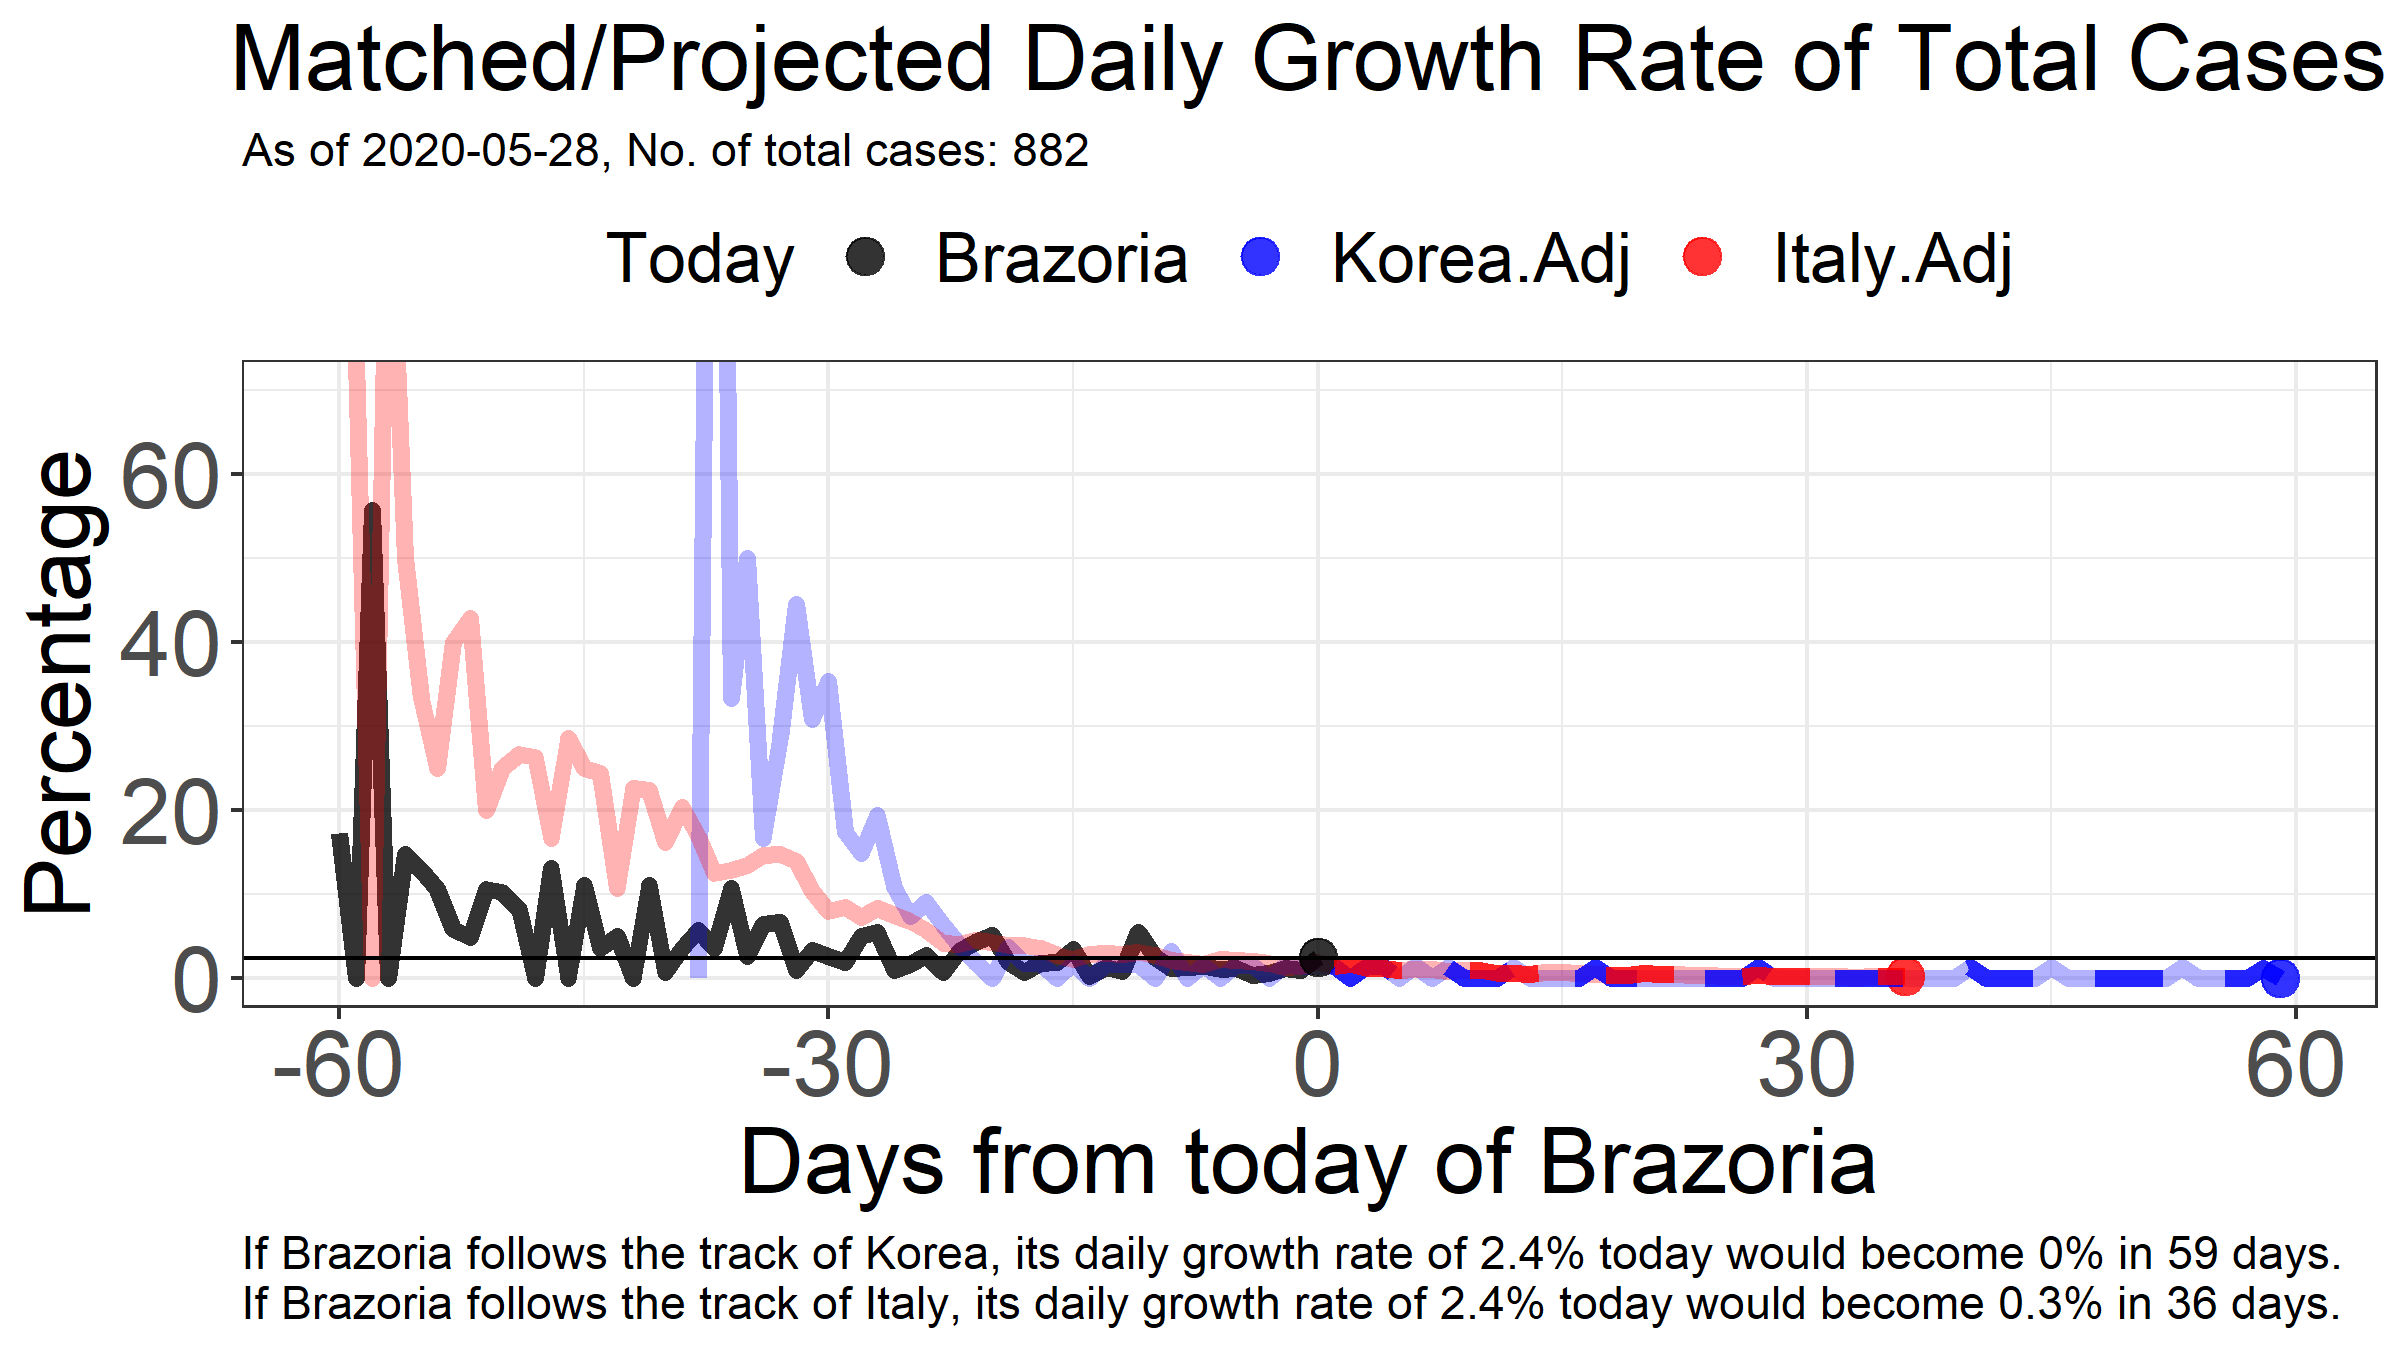 Matched/Projected Daily Growth Rate of Total Cases
As of 2020-05-28, No. of total cases: 882
Today Brazoria Korea.Adj Italy.Adj
Percentage
60
40
20
0
-60 -30 0 30 60
Days from today of Brazoria
If Brazoria follows the track of Korea, its daily growth rate of 2.4% today would become 0% in 59 days.
If Brazoria follows the track of Italy, its daily growth rate of 2.4% today would become 0.3% in 36 days.